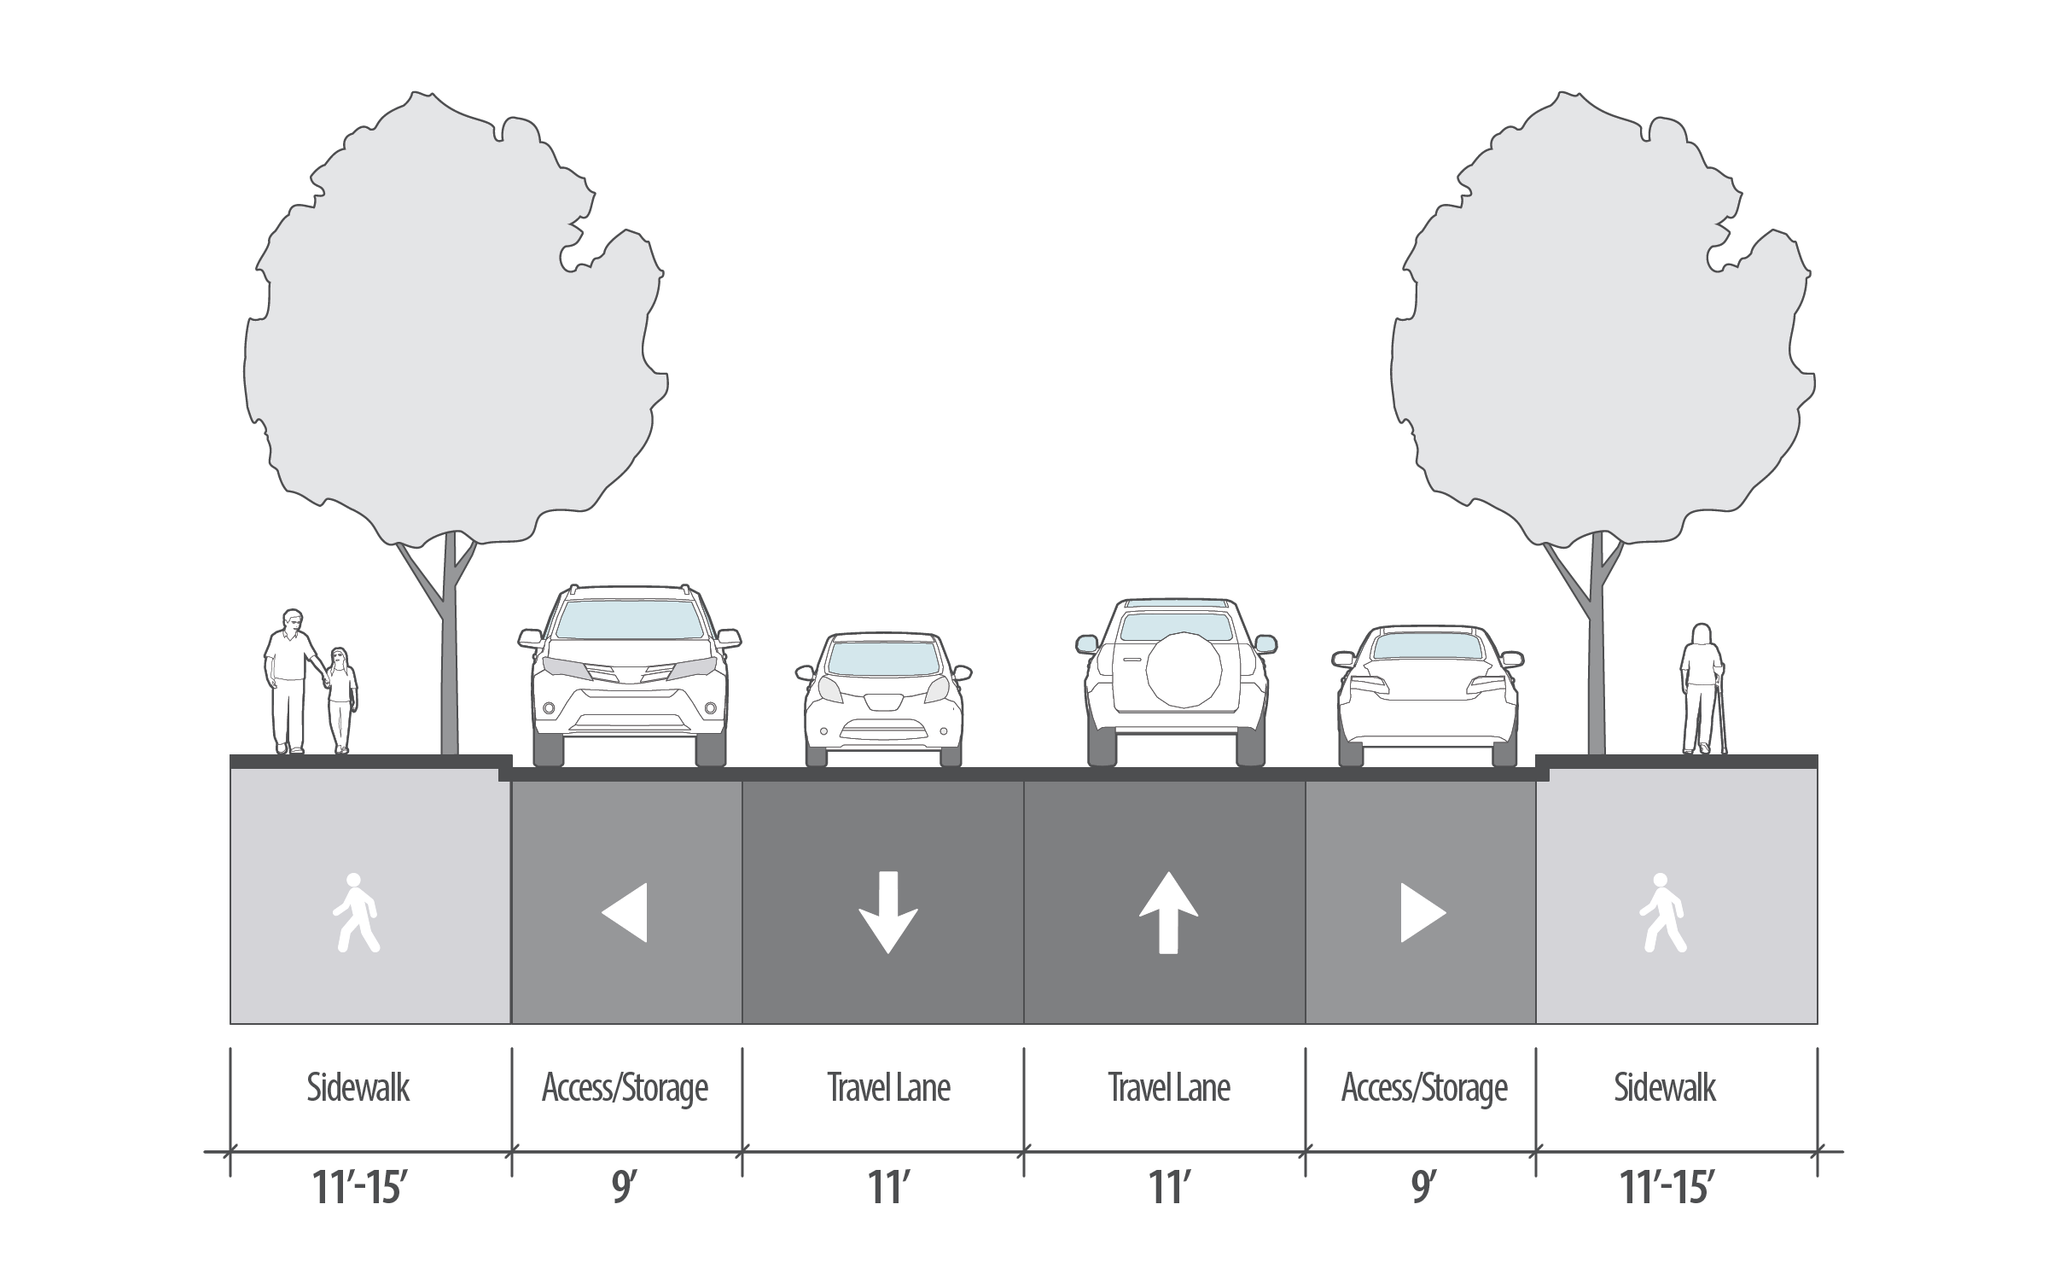 Sidewalk Access/Storage Travel Lane Travel Lane Access/Storage Sidewalk
11′-15′ 9′ 11′ 11′ 9′ 11′-15′